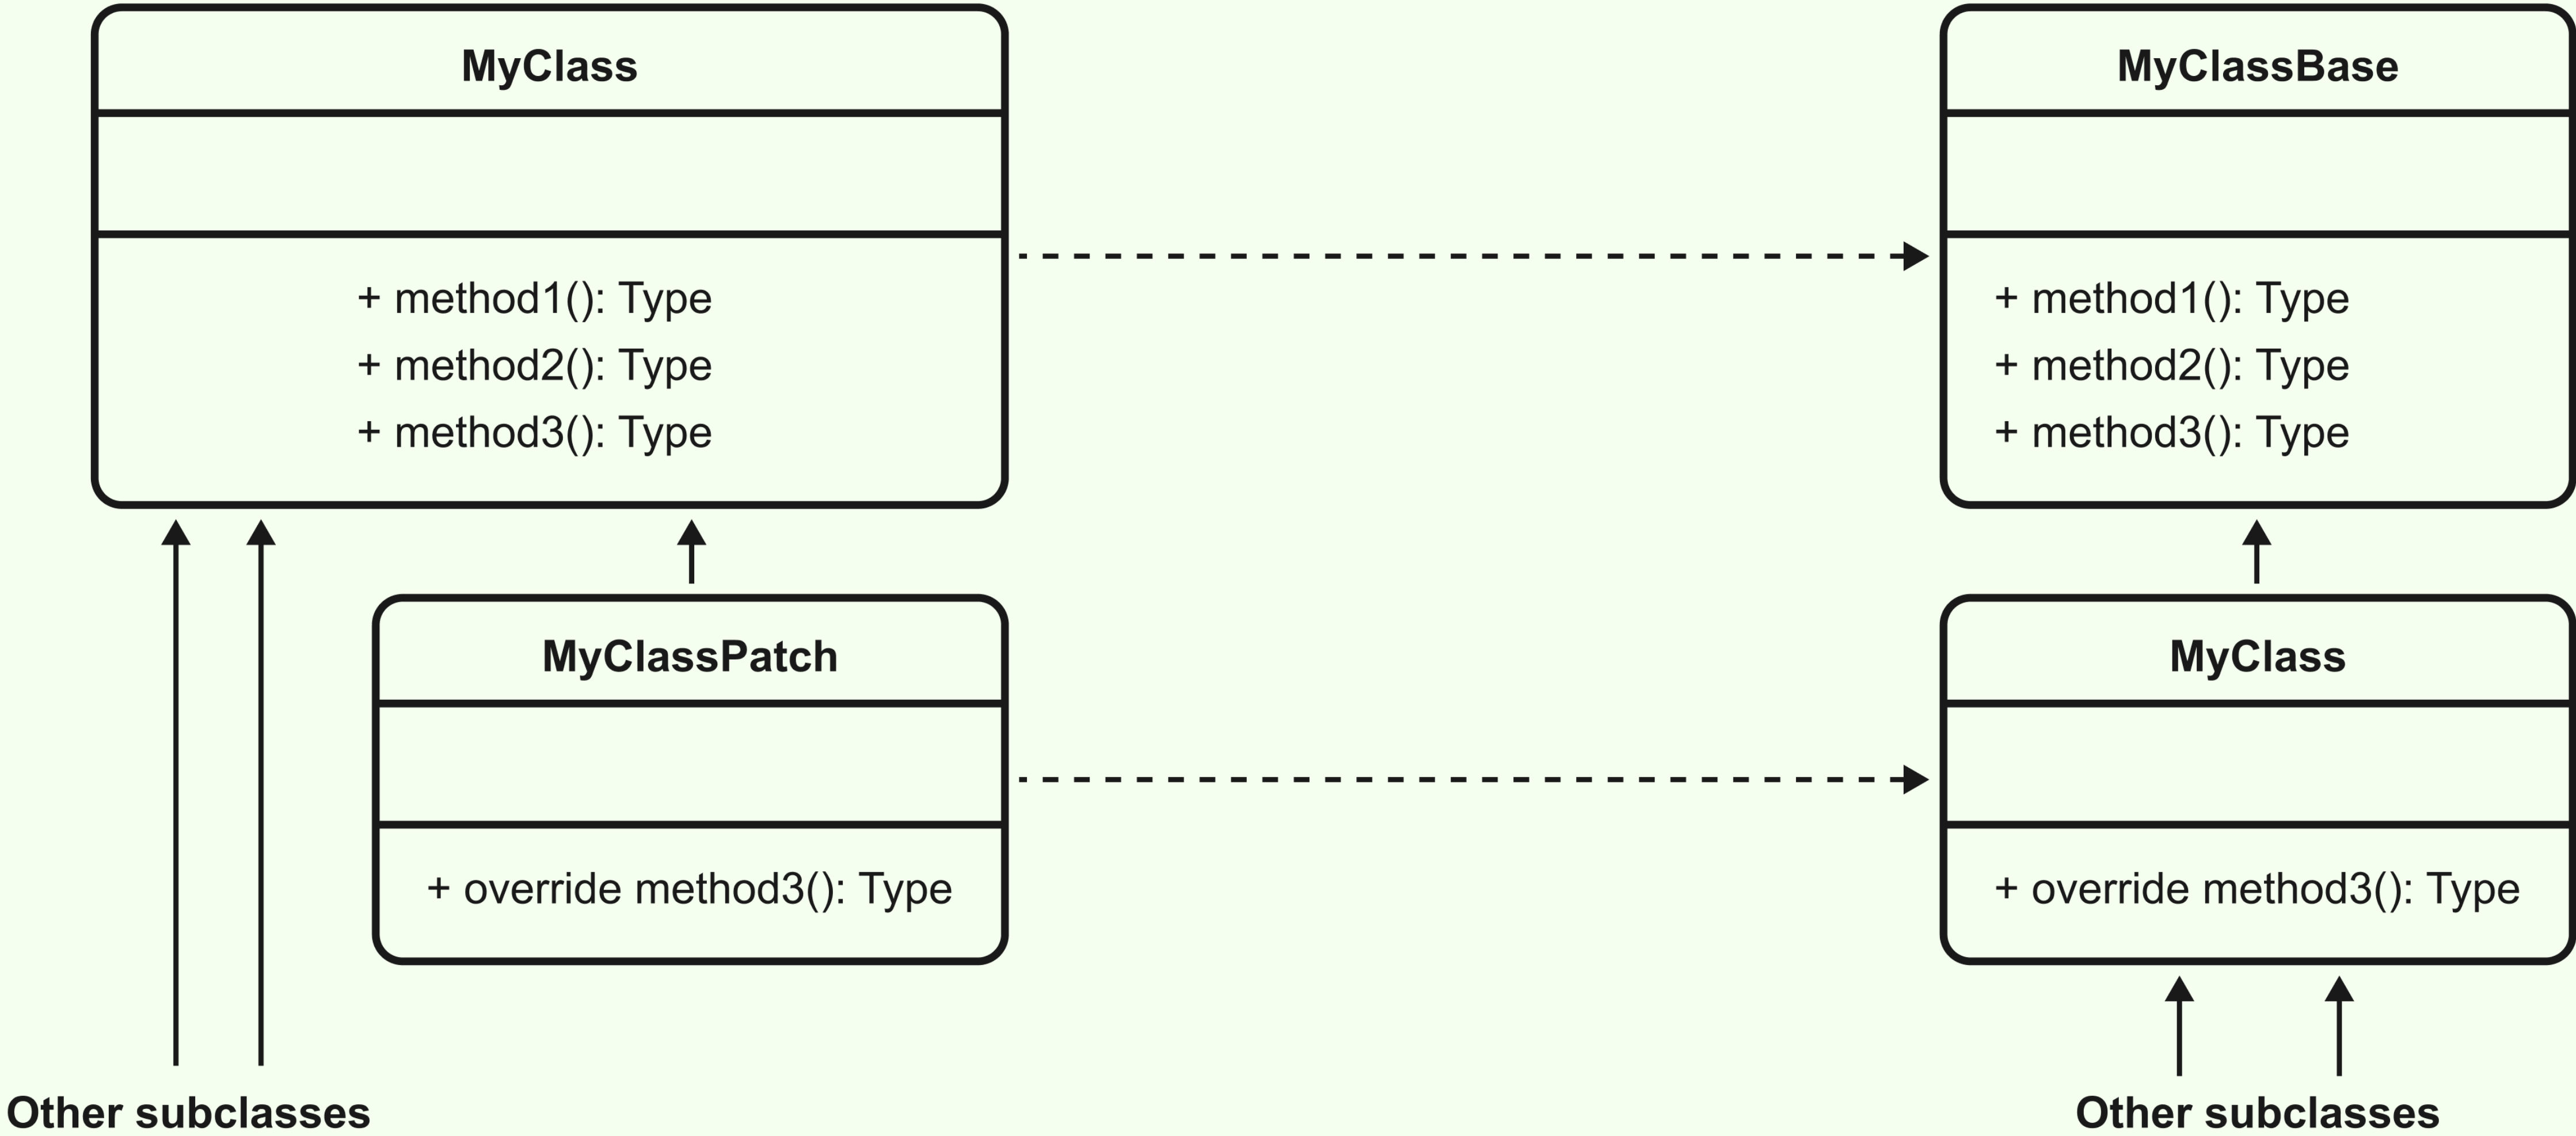 MyClass
+ method1(): Type
+ method2(): Type
+ method3(): Type
MyClassBase
+ method1(): Type
+ method2(): Type
+ method3(): Type
MyClassPatch
+ override method3(): Type
MyClass
+ override method3(): Type
Other subclasses
Other subclasses